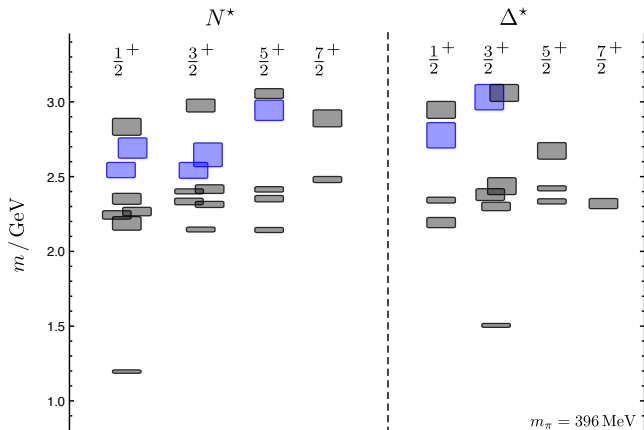 N⋆ Δ⋆
1/2+ 3/2+ 5/2+ 7/2+ 1/2+ 3/2+ 5/2+ 7/2+
3.0
2.5
m / GeV
2.0
1.5
1.0
mπ = 396 MeV